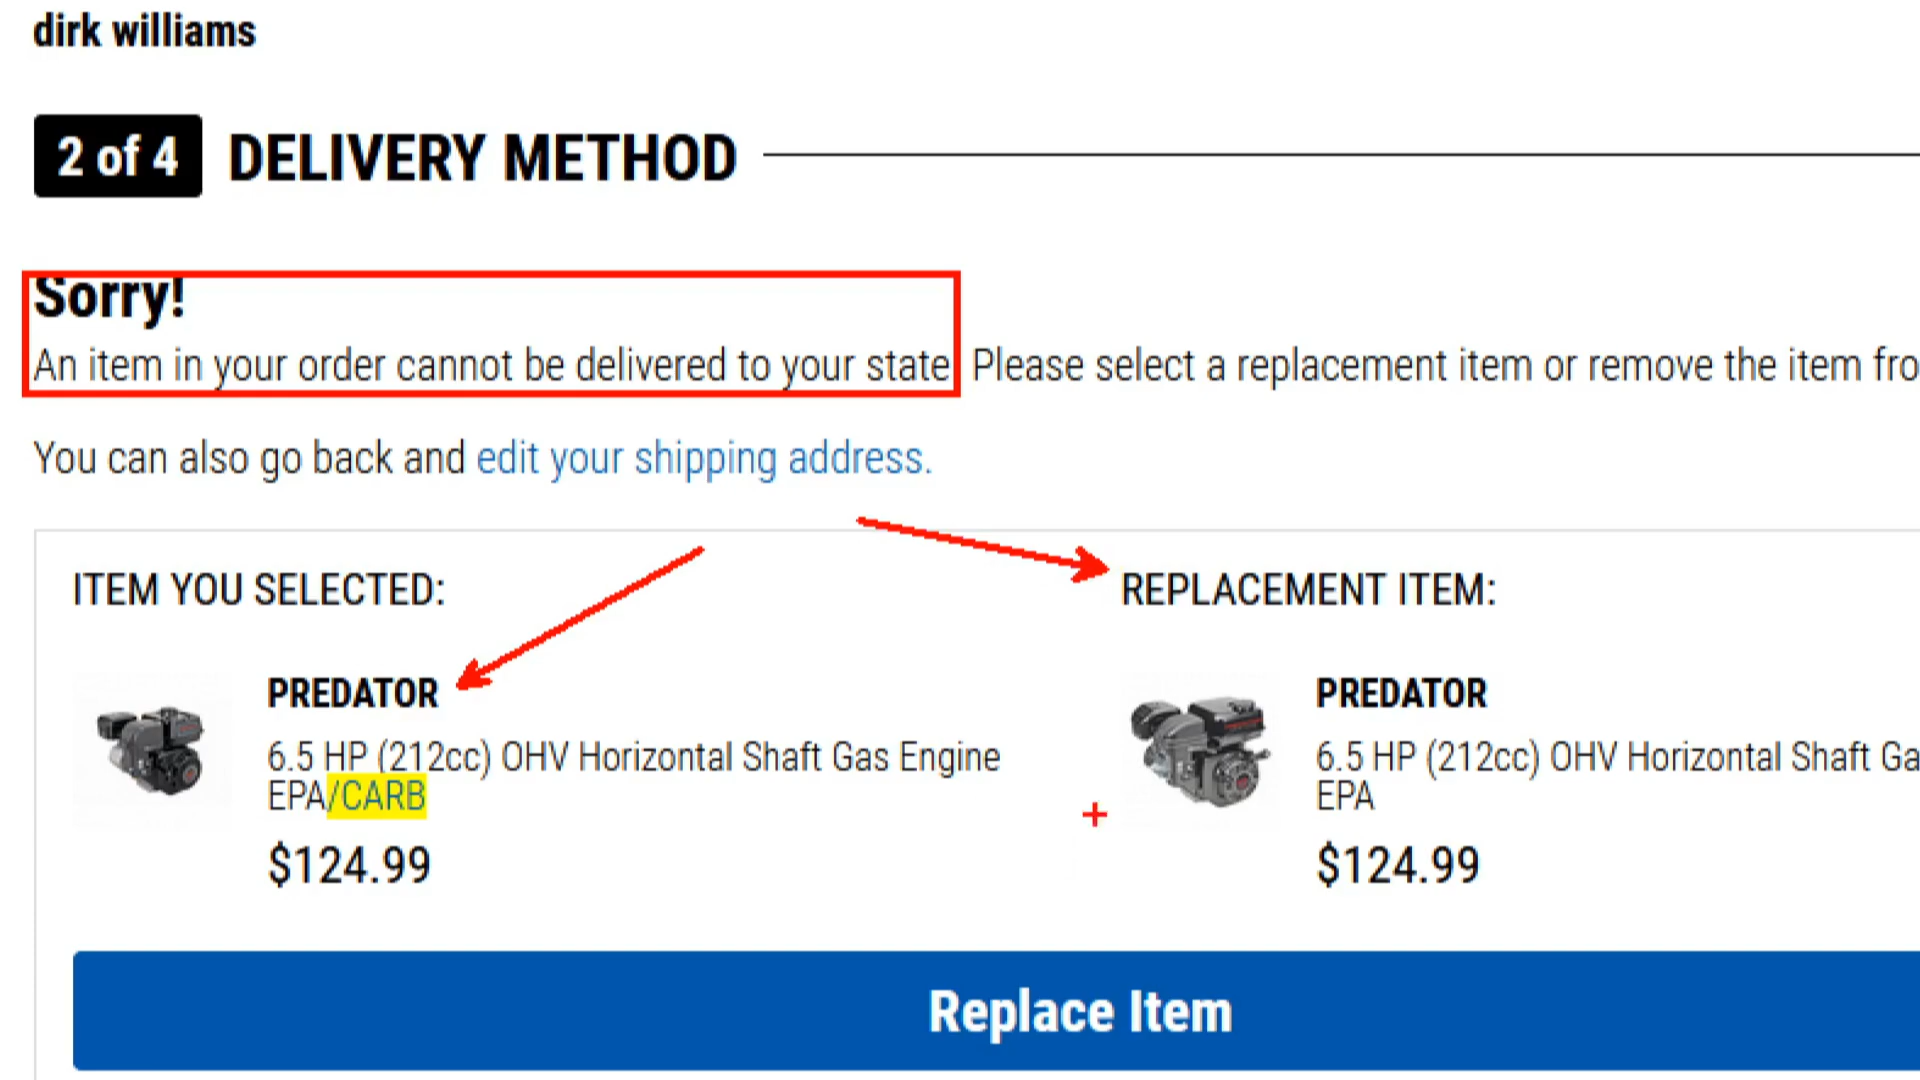 dirk williams
2 of 4 DELIVERY METHOD
Sorry!
An item in your order cannot be delivered to your state Please select a replacement item or remove the item fro
You can also go back and edit your shipping address.
ITEM YOU SELECTED:
PREDATOR
6.5 HP (212cc) OHV Horizontal Shaft Gas Engine
EPA/CARB
$124.99
REPLACEMENT ITEM:
PREDATOR
6.5 HP (212cc) OHV Horizontal Shaft Ga
EPA
$124.99
Replace Item